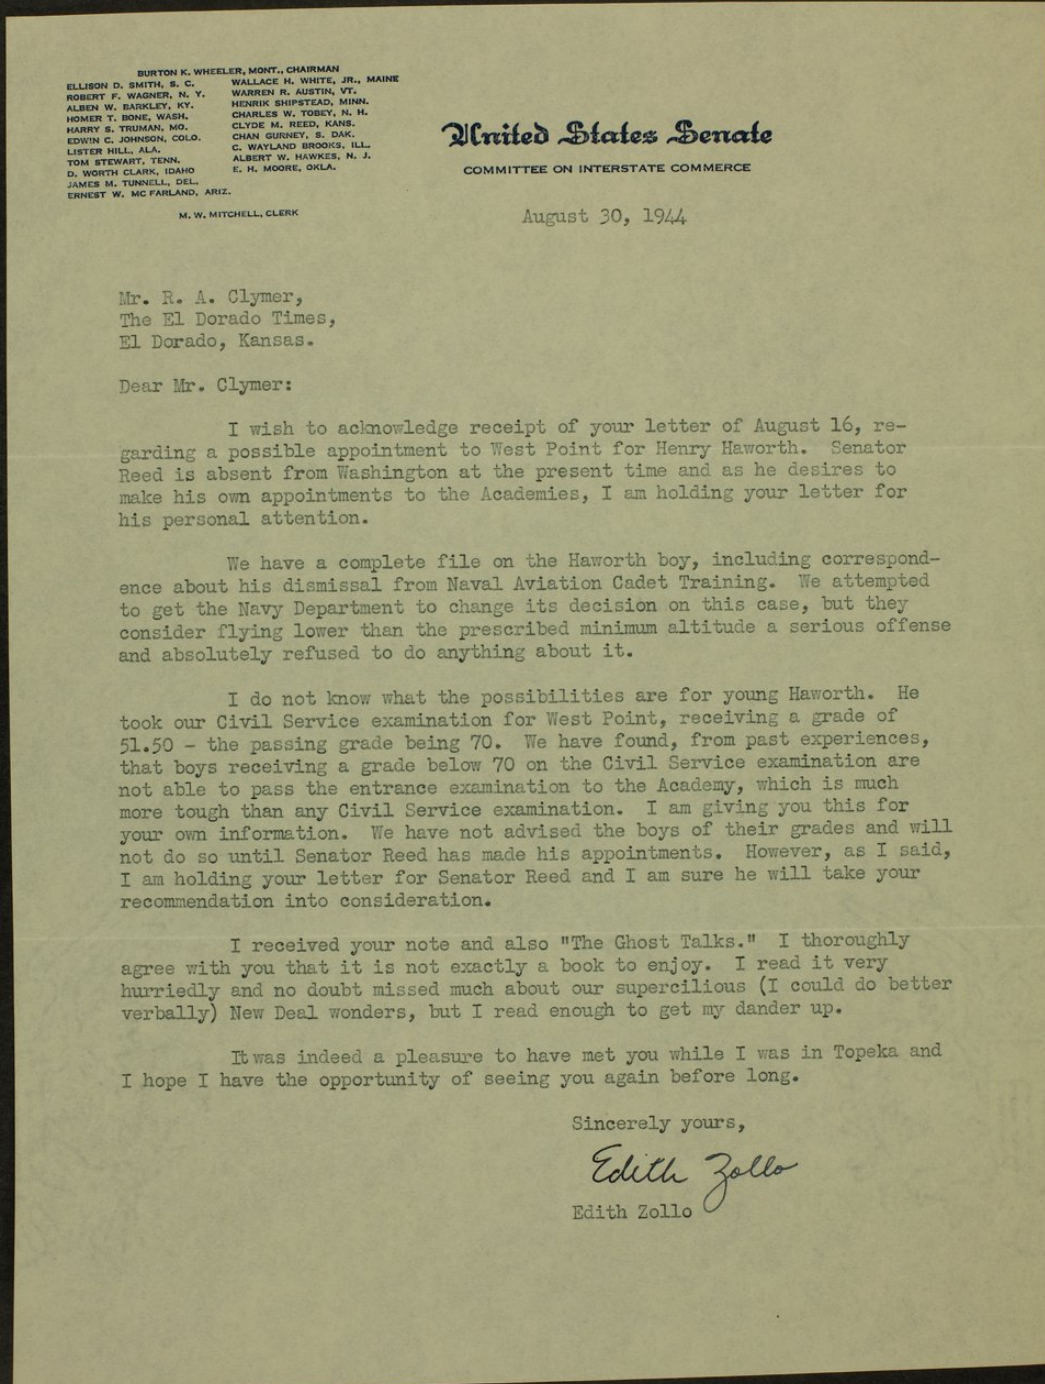 BURTON K. WHEELER, MONT., CHAIRMAN
ELLISON D. SMITH, S. C.
ROBERT F. WAGNER, N. Y.
ALBEN W. BARKLEY, KY.
HOMER T. BONE, WASH.
HARRY S. TRUMAN, MO.
EDWIN C. JOHNSON, COLO.
LISTER HILL, ALA.
TOM STEWART, TENN.
D. WORTH CLARK, IDAHO
JAMES M. TUNNELL, DEL.
ERNEST W. MC FARLAND, ARIZ.
WALLACE H. WHITE, JR., MAINE
WARREN R. AUSTIN, VT.
HENRIK SHIPSTEAD, MINN.
CHARLES W. TOBEY, N. H.
CLYDE M. REED, KANS.
CHAN GURNEY, S. DAK.
C. WAYLAND BROOKS, ILL.
ALBERT W. HAWKES, N. J.
E. H. MOORE, OKLA.
M. W. MITCHELL, CLERK
United States Senate
COMMITTEE ON INTERSTATE COMMERCE
August 30, 1944
Mr. R. A. Clymer,
The El Dorado Times,
El Dorado, Kansas.
Dear Mr. Clymer:
I wish to acknowledge receipt of your letter of August 16, re-
garding a possible appointment to West Point for Henry Haworth. Senator
Reed is absent from Washington at the present time and as he desires to
make his own appointments to the Academies, I am holding your letter for
his personal attention.
We have a complete file on the Haworth boy, including correspond-
ence about his dismissal from Naval Aviation Cadet Training. We attempted
to get the Navy Department to change its decision on this case, but they
consider flying lower than the prescribed minimum altitude a serious offense
and absolutely refused to do anything about it.
I do not know what the possibilities are for young Haworth. He
took our Civil Service examination for West Point, receiving a grade of
51.50 - the passing grade being 70. We have found, from past experiences,
that boys receiving a grade below 70 on the Civil Service examination are
not able to pass the entrance examination to the Academy, which is much
more tough than any Civil Service examination. I am giving you this for
your own information. We have not advised the boys of their grades and will
not do so until Senator Reed has made his appointments. However, as I said,
I am holding your letter for Senator Reed and I am sure he will take your
recommendation into consideration.
I received your note and also "The Ghost Talks." I thoroughly
agree with you that it is not exactly a book to enjoy. I read it very
hurriedly and no doubt missed much about our supercilious (I could do better
verbally) New Deal wonders, but I read enough to get my dander up.
It was indeed a pleasure to have met you while I was in Topeka and
I hope I have the opportunity of seeing you again before long.
Sincerely yours,
Edith Zollo
Edith Zollo